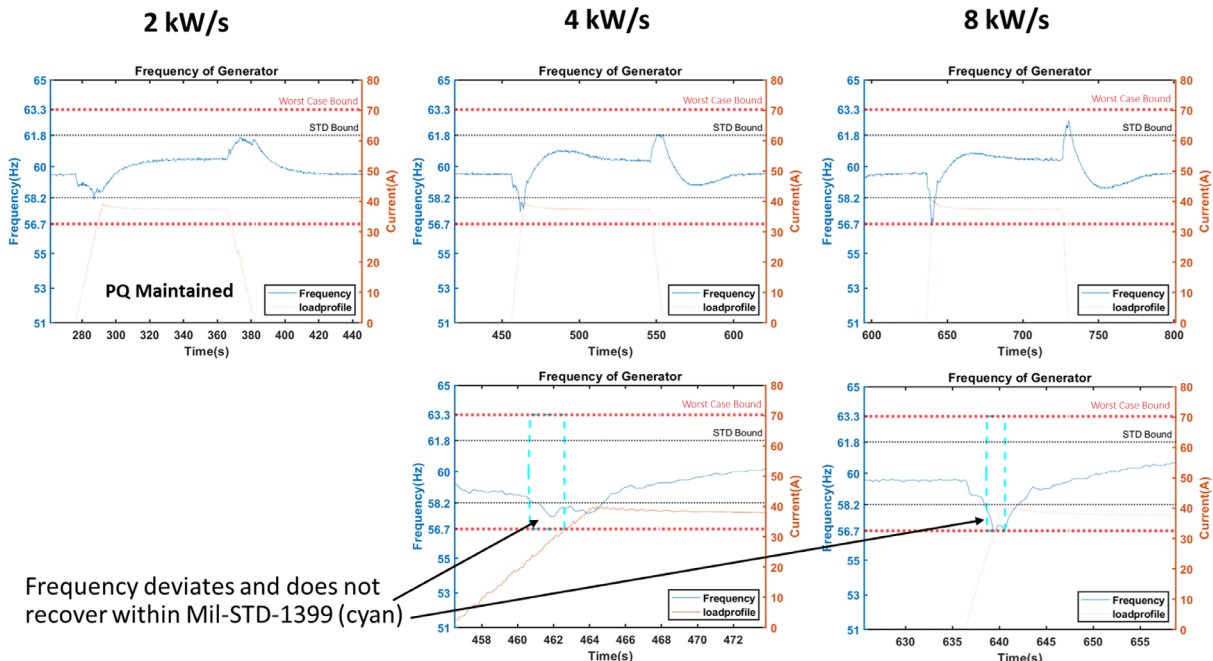 2 kW/s
4 kW/s
8 kW/s
Frequency of Generator
65
63.3
61.8
60
58.2
56.7
55
53
51
Frequency(Hz)
80
70
60
50
40
30
20
10
0
Current(A)
Worst Case Bound
STD Bound
PQ Maintained
Frequency
loadprofile
280 300 320 340 360 380 400 420 440
Time(s)
Frequency of Generator
65
63.3
61.8
60
58.2
56.7
55
53
51
Frequency(Hz)
80
70
60
50
40
30
20
10
0
Current(A)
Worst Case Bound
STD Bound
Frequency
loadprofile
450 500 550 600
Time(s)
Frequency of Generator
65
63.3
61.8
60
58.2
56.7
55
53
51
Frequency(Hz)
80
70
60
50
40
30
20
10
0
Current(A)
Worst Case Bound
STD Bound
Frequency
loadprofile
600 650 700 750 800
Time(s)
Frequency of Generator
65
63.3
61.8
60
58.2
56.7
55
53
51
Frequency(Hz)
80
70
60
50
40
30
20
10
0
Current(A)
Worst Case Bound
STD Bound
Frequency
loadprofile
458 460 462 464 466 468 470 472
Time(s)
Frequency of Generator
65
63.3
61.8
60
58.2
56.7
55
53
51
Frequency(Hz)
80
70
60
50
40
30
20
10
0
Current(A)
Worst Case Bound
STD Bound
Frequency
loadprofile
630 635 640 645 650 655
Time(s)
Frequency deviates and does not
recover within Mil-STD-1399 (cyan)